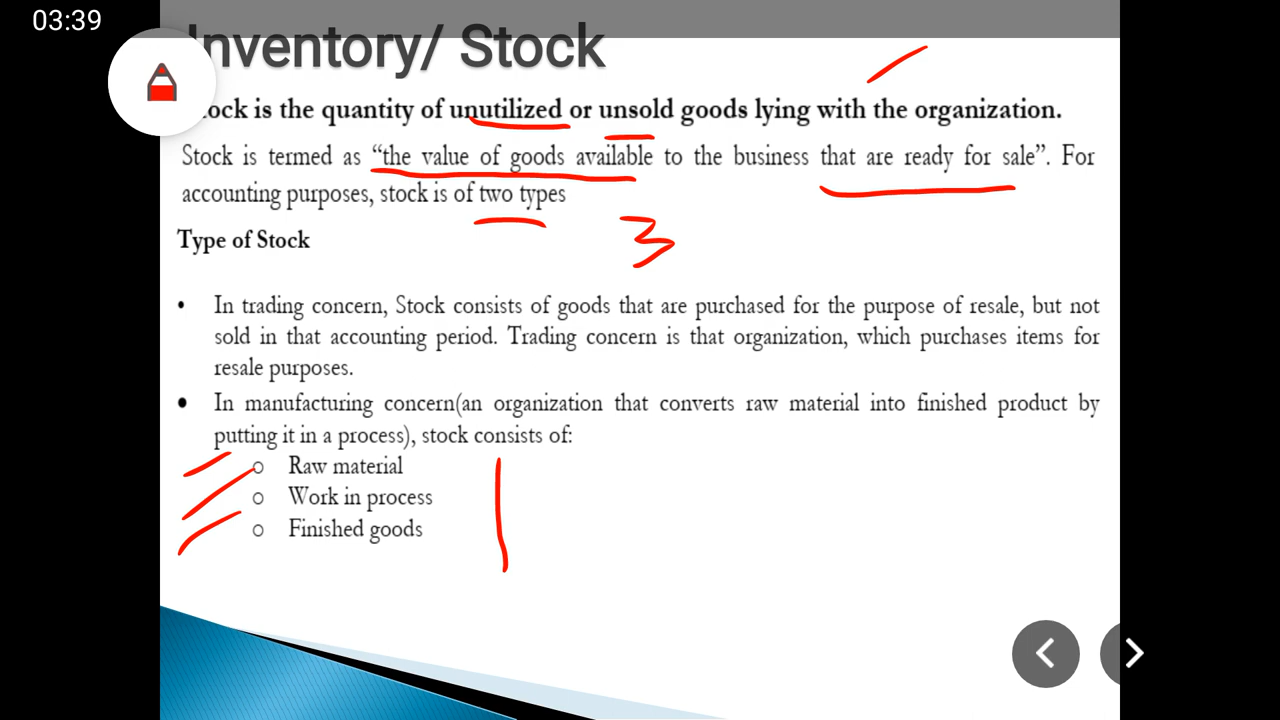 03:39
Inventory/ Stock
Stock is the quantity of unutilized or unsold goods lying with the organization.
Stock is termed as “the value of goods available to the business that are ready for sale”. For
accounting purposes, stock is of two types
3
Type of Stock
• In trading concern, Stock consists of goods that are purchased for the purpose of resale, but not
sold in that accounting period. Trading concern is that organization, which purchases items for
resale purposes.
• In manufacturing concern(an organization that converts raw material into finished product by
putting it in a process), stock consists of:
o Raw material
o Work in process
o Finished goods